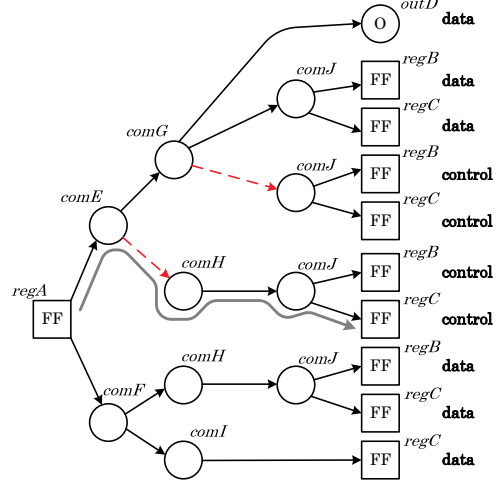 outD
O data
regB
comJ
FF data
regC
comG
FF data
regB
comJ
FF control
regC
comE
FF control
regB
comH comJ
FF control
regA
regC
FF
FF control
regB
comH comJ
FF data
comF
regC
FF data
comI
regC
FF data